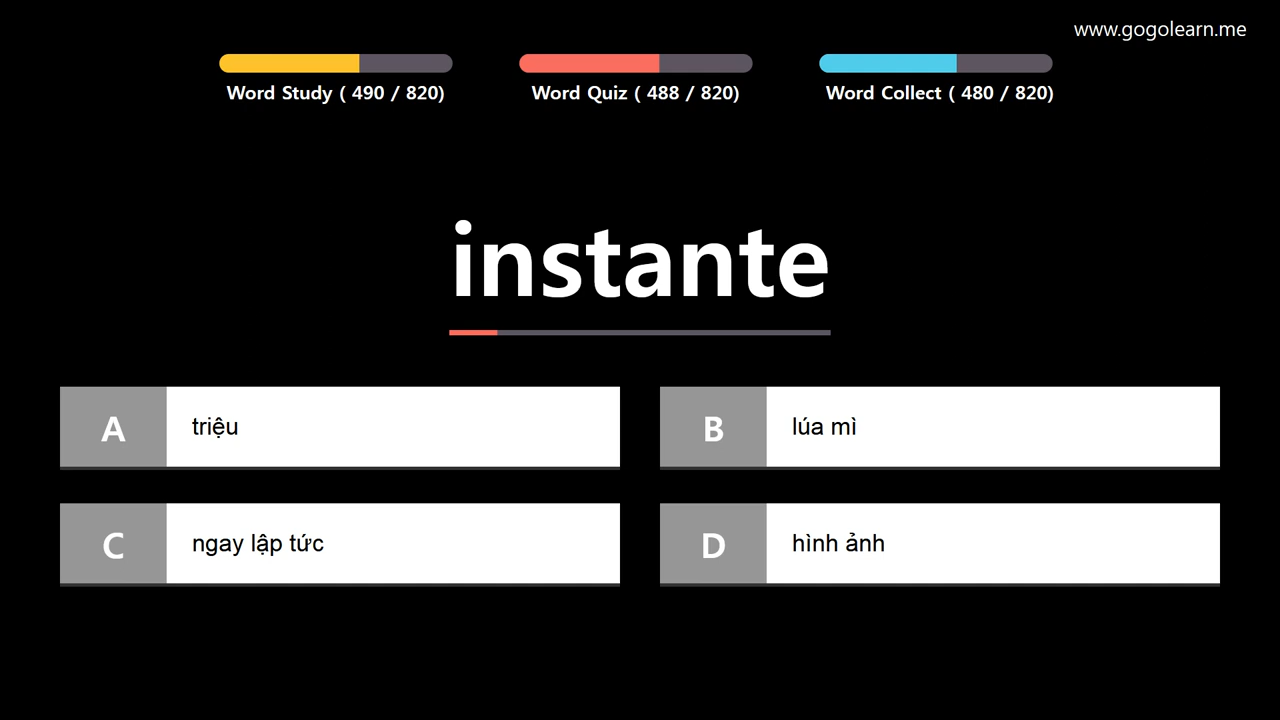 www.gogolearn.me
Word Study ( 490 / 820)
Word Quiz ( 488 / 820)
Word Collect ( 480 / 820)
instante
A
triệu
B
lúa mì
C
ngay lập tức
D
hình ảnh